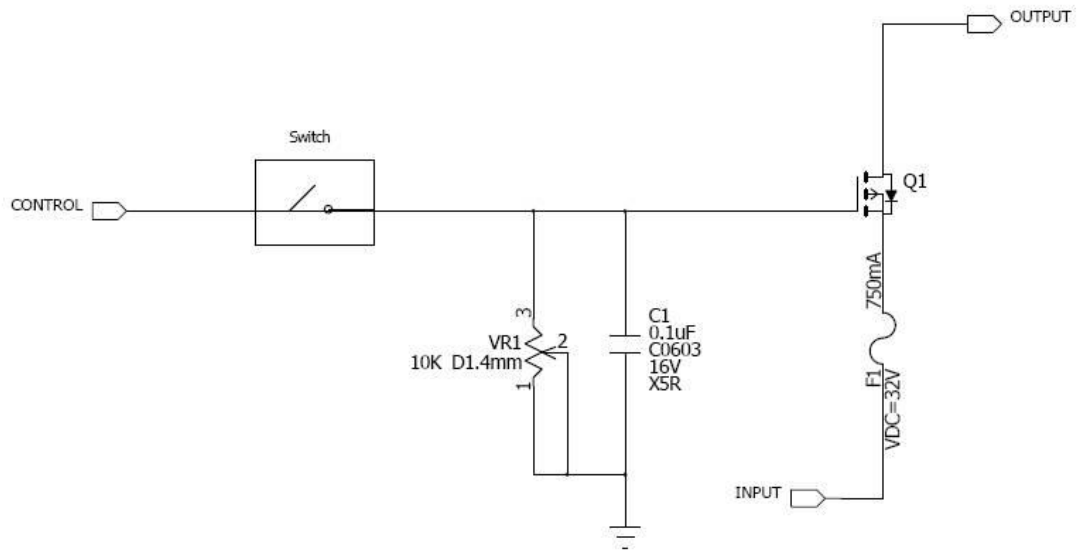 OUTPUT
Switch
Q1
CONTROL
750mA
3
C1
0.1uF
VR1
2
C0603
10K D1.4mm
16V
X5R
1
F1
VDC=32V
INPUT